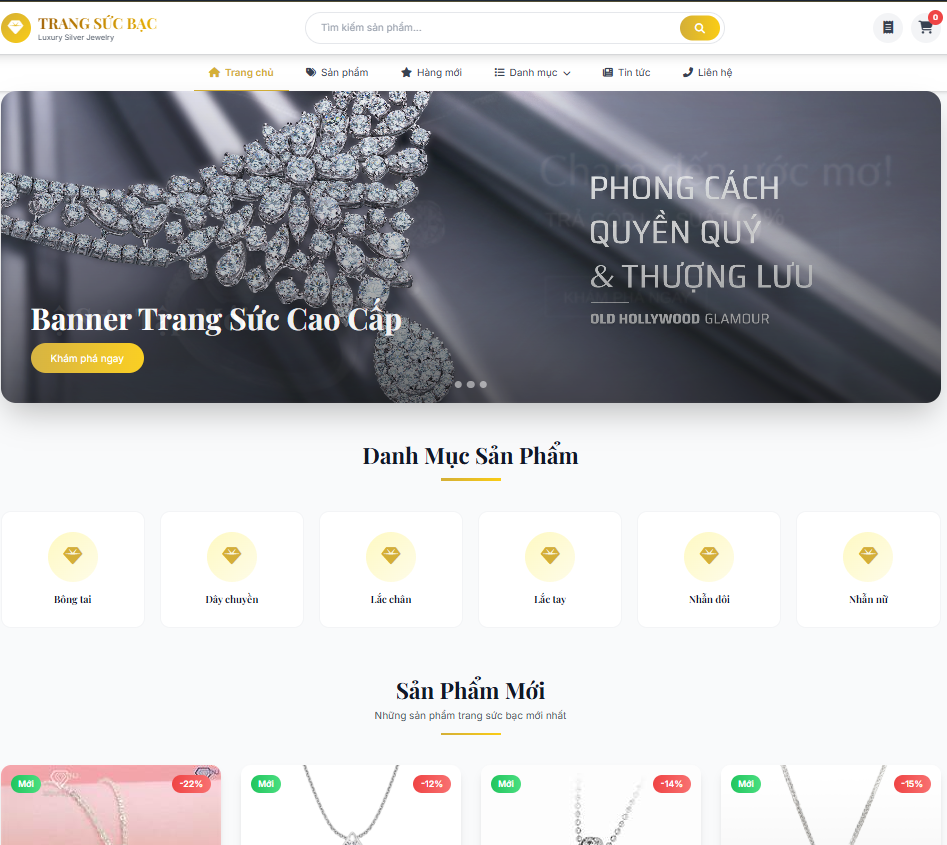 TRANG SỨC BẠC
Luxury Silver Jewelry
Tìm kiếm sản phẩm...
0
Trang chủ
Sản phẩm
Hàng mới
Danh mục
Tin tức
Liên hệ
Chạm đến ước mơ!
PHONG CÁCH
QUYỀN QUÝ
& THƯỢNG LƯU
OLD HOLLYWOOD GLAMOUR
Banner Trang Sức Cao Cấp
Khám phá ngay
Danh Mục Sản Phẩm
Bông tai
Dây chuyền
Lắc chân
Lắc tay
Nhẫn đôi
Nhẫn nữ
Sản Phẩm Mới
Những sản phẩm trang sức bạc mới nhất
Mới
-22%
Mới
-12%
Mới
-14%
Mới
-15%